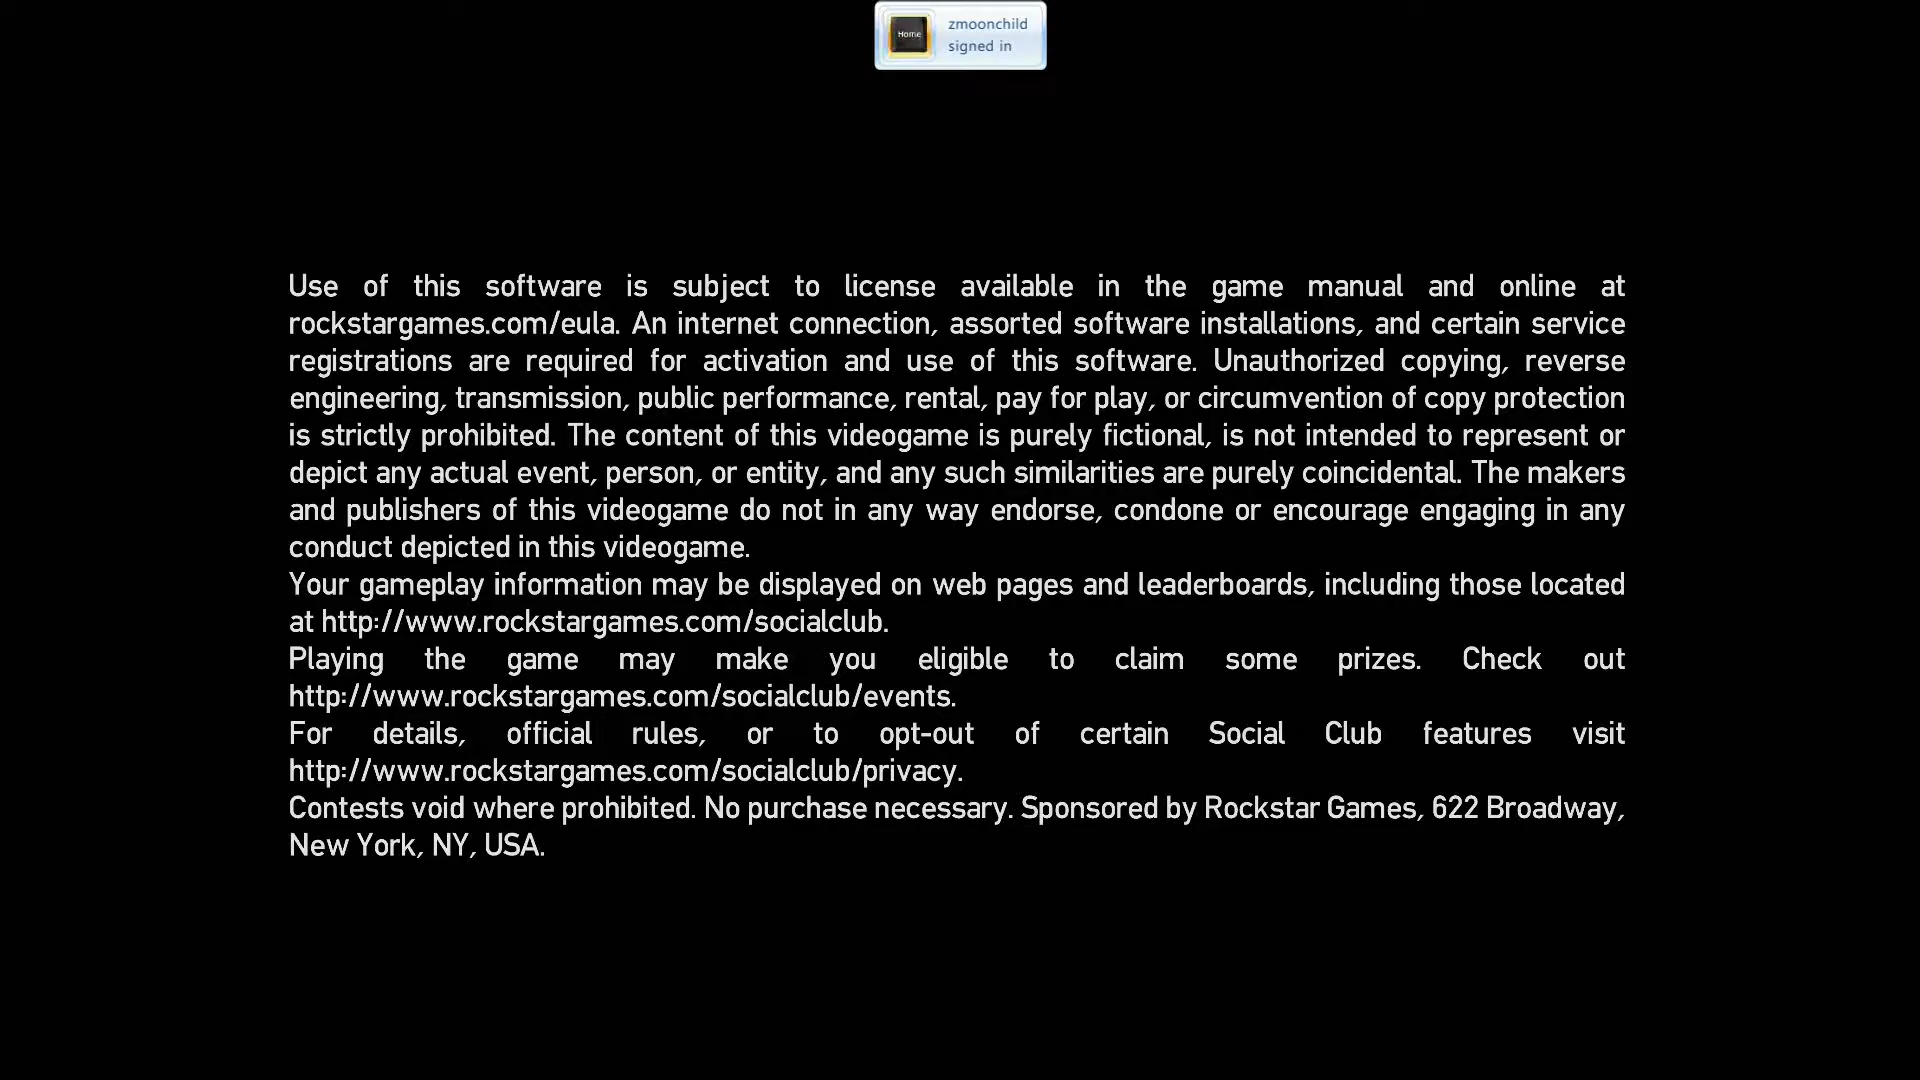 Home
zmoonchild
signed in
Use of this software is subject to license available in the game manual and online at
rockstargames.com/eula. An internet connection, assorted software installations, and certain service
registrations are required for activation and use of this software. Unauthorized copying, reverse
engineering, transmission, public performance, rental, pay for play, or circumvention of copy protection
is strictly prohibited. The content of this videogame is purely fictional, is not intended to represent or
depict any actual event, person, or entity, and any such similarities are purely coincidental. The makers
and publishers of this videogame do not in any way endorse, condone or encourage engaging in any
conduct depicted in this videogame.
Your gameplay information may be displayed on web pages and leaderboards, including those located
at http://www.rockstargames.com/socialclub.
Playing the game may make you eligible to claim some prizes. Check out
http://www.rockstargames.com/socialclub/events.
For details, official rules, or to opt-out of certain Social Club features visit
http://www.rockstargames.com/socialclub/privacy.
Contests void where prohibited. No purchase necessary. Sponsored by Rockstar Games, 622 Broadway,
New York, NY, USA.